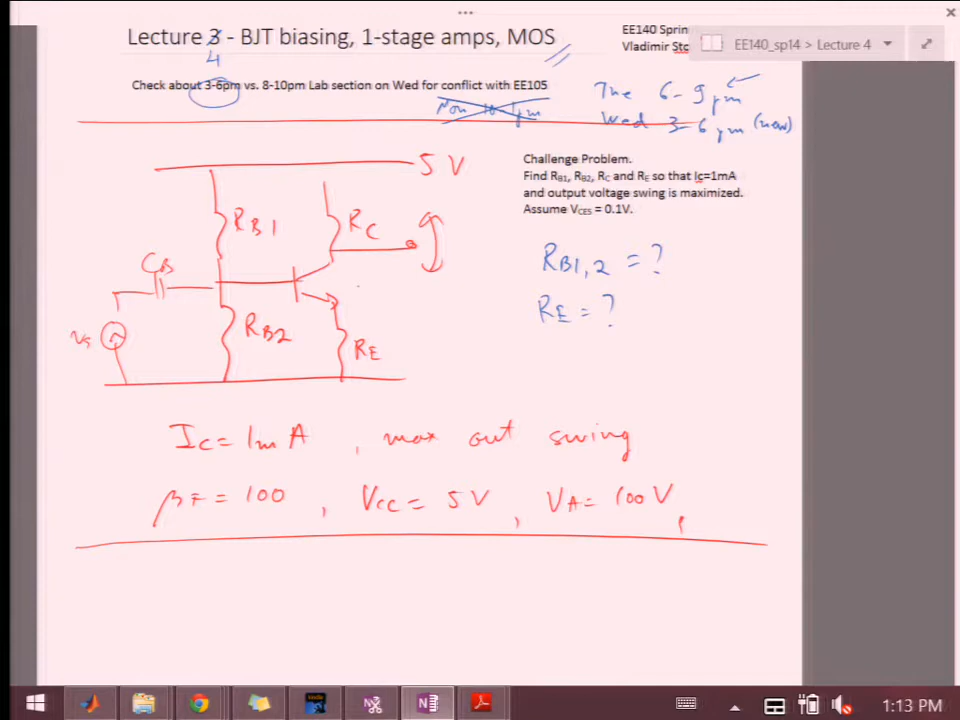 Lecture 3 - BJT biasing, 1-stage amps, MOS
4
EE140 Sprin
Vladimir Sto
EE140_sp14 > Lecture 4
Check about 3-6pm vs. 8-10pm Lab section on Wed for conflict with EE105
Tue 6-9pm
Wed 3-6pm (new)
Challenge Problem.
Find RB1, RB2, RC and RE so that Ic=1mA
and output voltage swing is maximized.
Assume VCES = 0.1V.
5 V
RB1
RC
RB1,2 = ?
RE = ?
vs
RB2
RE
Ic = 1mA , max out swing
βF = 100 , Vcc = 5V , VA = 100V ,
1:13 PM